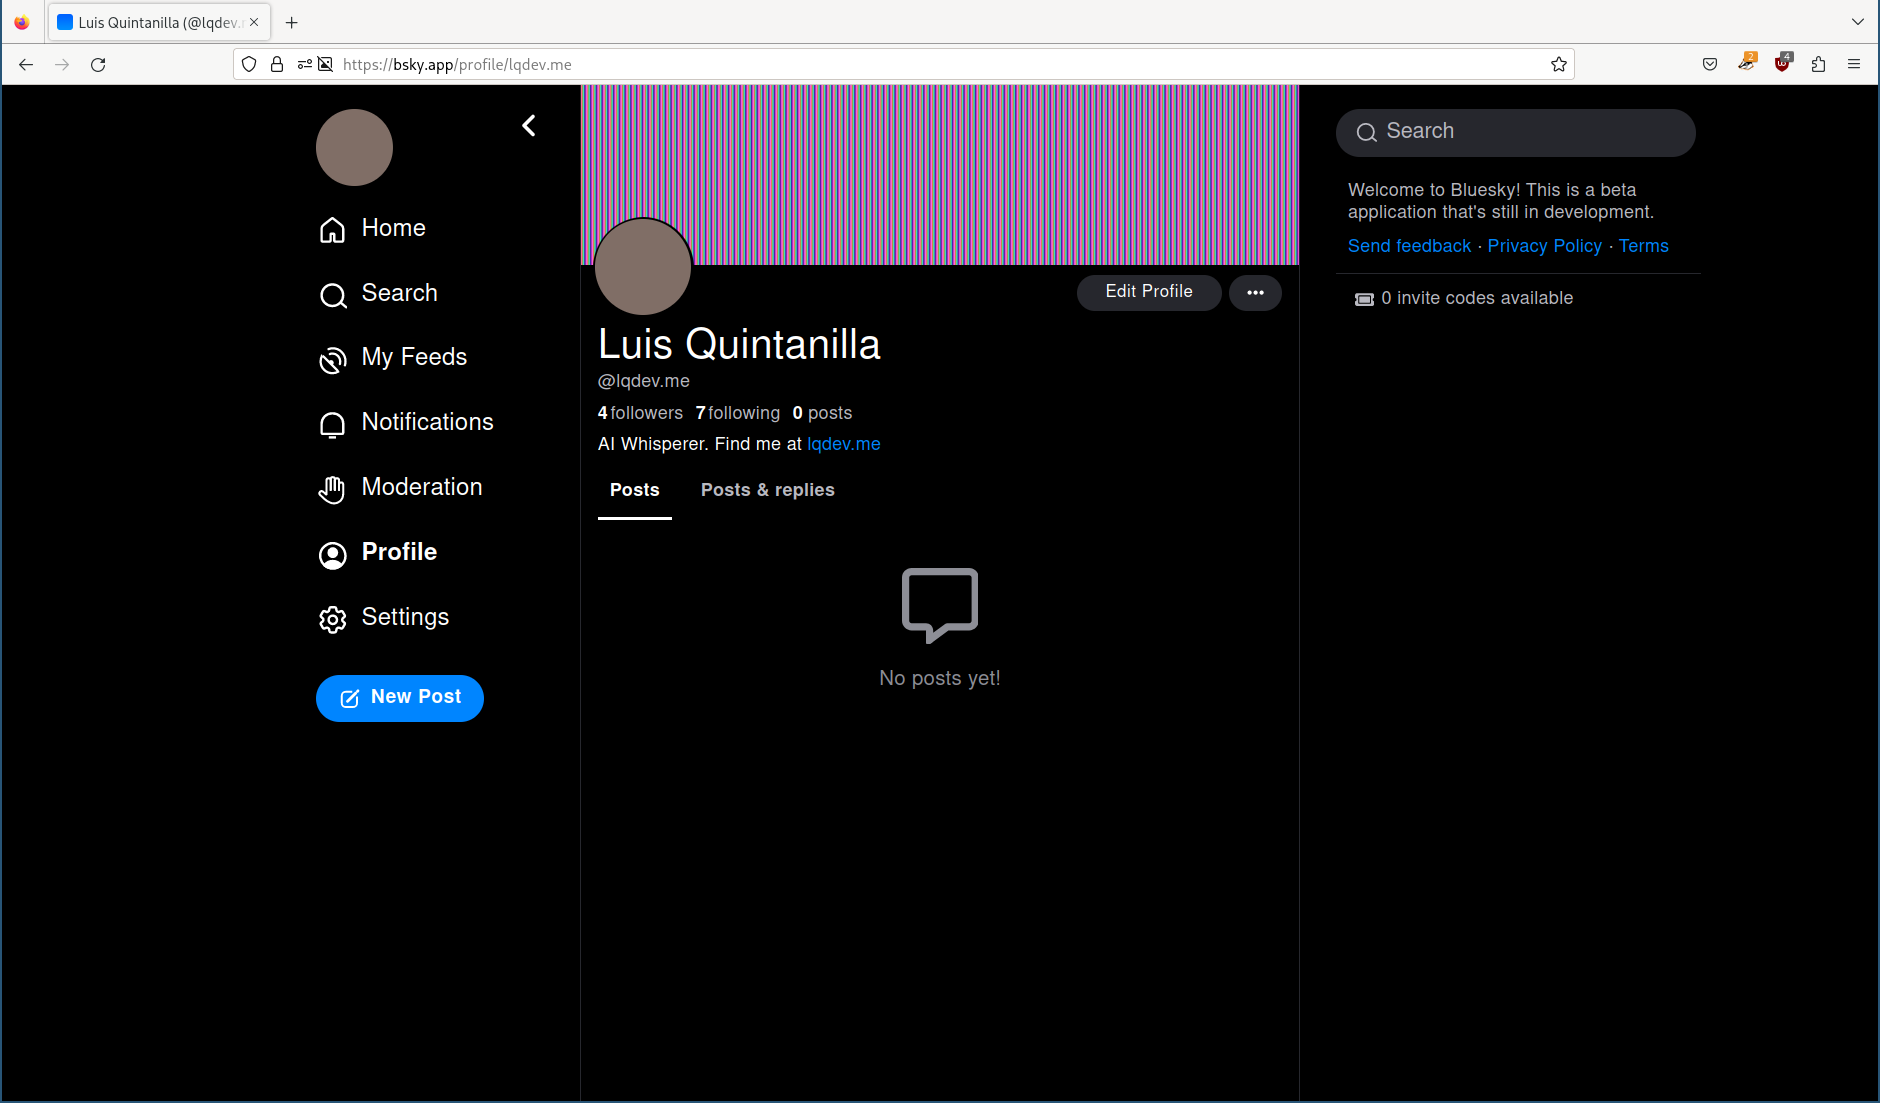 Luis Quintanilla (@lqdev.
https://bsky.app/profile/lqdev.me
2
4
Home
Search
My Feeds
Notifications
Moderation
Profile
Settings
New Post
Edit Profile
Luis Quintanilla
@lqdev.me
4 followers 7 following 0 posts
AI Whisperer. Find me at lqdev.me
Posts Posts & replies
No posts yet!
Search
Welcome to Bluesky! This is a beta
application that's still in development.
Send feedback · Privacy Policy · Terms
0 invite codes available